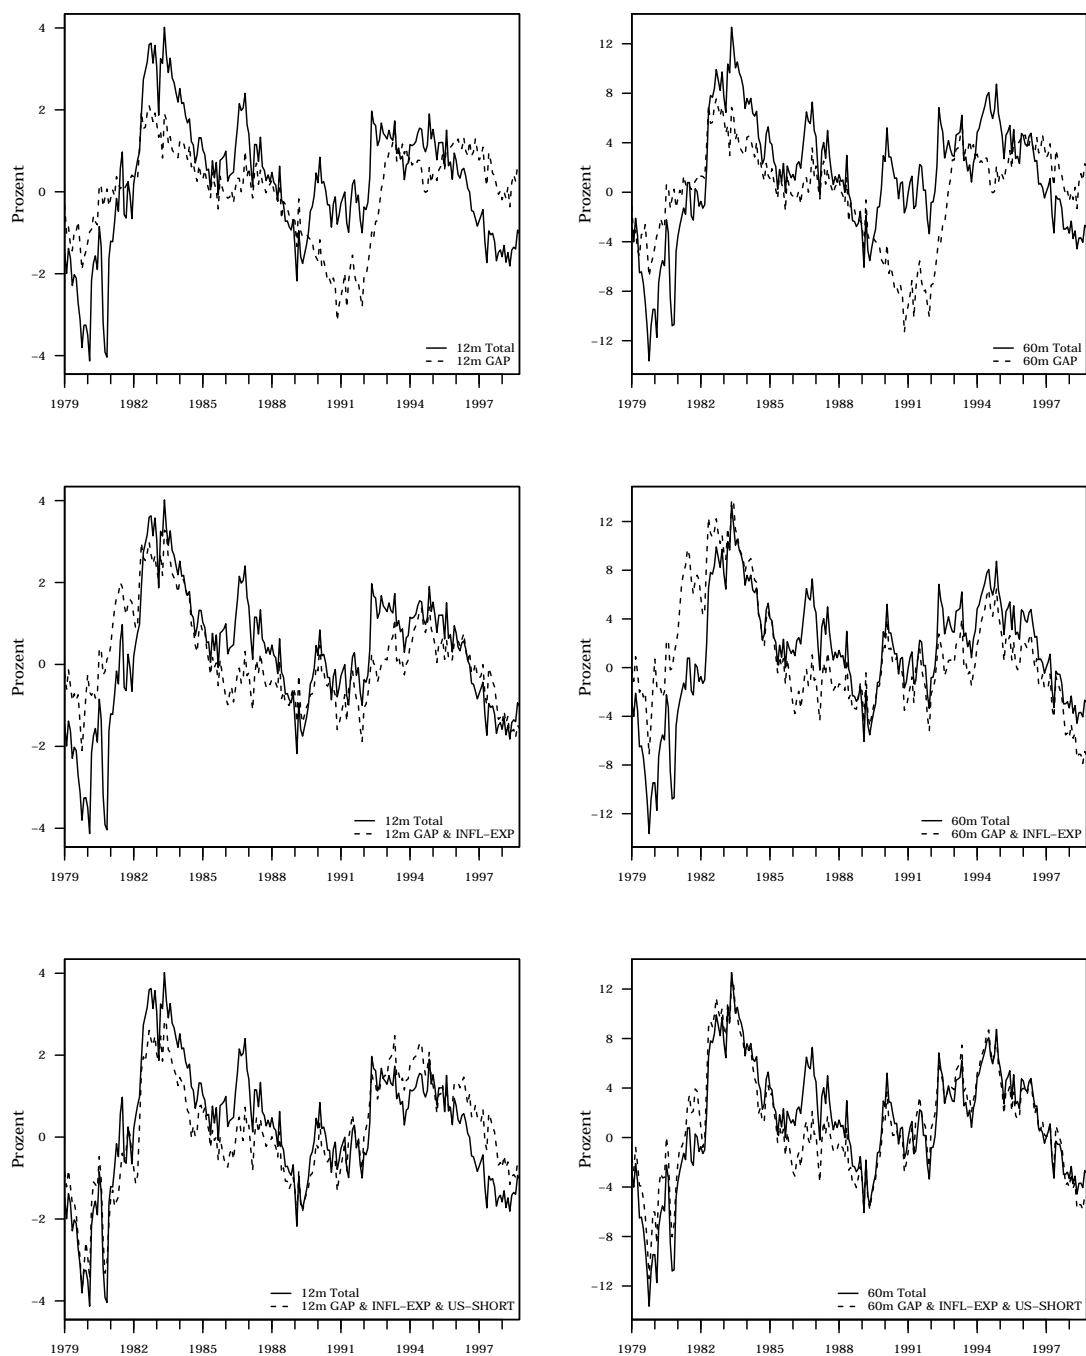 4
2
0
−2
−4
Prozent
12m Total
12m GAP
1979 1982 1985 1988 1991 1994 1997
12
8
4
0
−4
−8
−12
Prozent
60m Total
60m GAP
1979 1982 1985 1988 1991 1994 1997
4
2
0
−2
−4
Prozent
12m Total
12m GAP & INFL−EXP
1979 1982 1985 1988 1991 1994 1997
12
8
4
0
−4
−8
−12
Prozent
60m Total
60m GAP & INFL−EXP
1979 1982 1985 1988 1991 1994 1997
4
2
0
−2
−4
Prozent
12m Total
12m GAP & INFL−EXP & US−SHORT
1979 1982 1985 1988 1991 1994 1997
12
8
4
0
−4
−8
−12
Prozent
60m Total
60m GAP & INFL−EXP & US−SHORT
1979 1982 1985 1988 1991 1994 1997